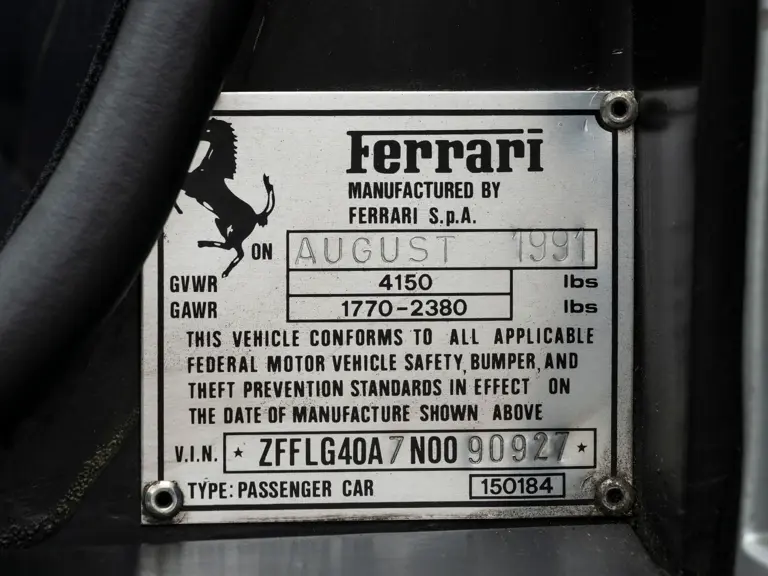 Ferrari
MANUFACTURED BY
FERRARI S.p.A.
ON AUGUST 1991
GVWR 4150 lbs
GAWR 1770-2380 lbs
THIS VEHICLE CONFORMS TO ALL APPLICABLE
FEDERAL MOTOR VEHICLE SAFETY, BUMPER, AND
THEFT PREVENTION STANDARDS IN EFFECT ON
THE DATE OF MANUFACTURE SHOWN ABOVE
V.I.N. * ZFFLG40A7N0090927 *
TYPE: PASSENGER CAR 150184